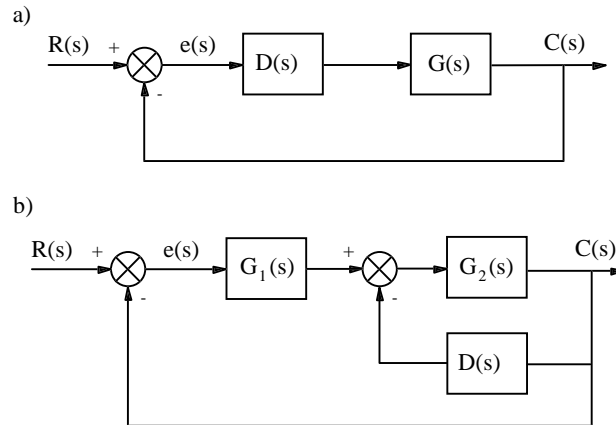 a)
R(s) + e(s) D(s) G(s) C(s)
-
b)
R(s) + e(s) G₁(s) + G₂(s) C(s)
- -
D(s)